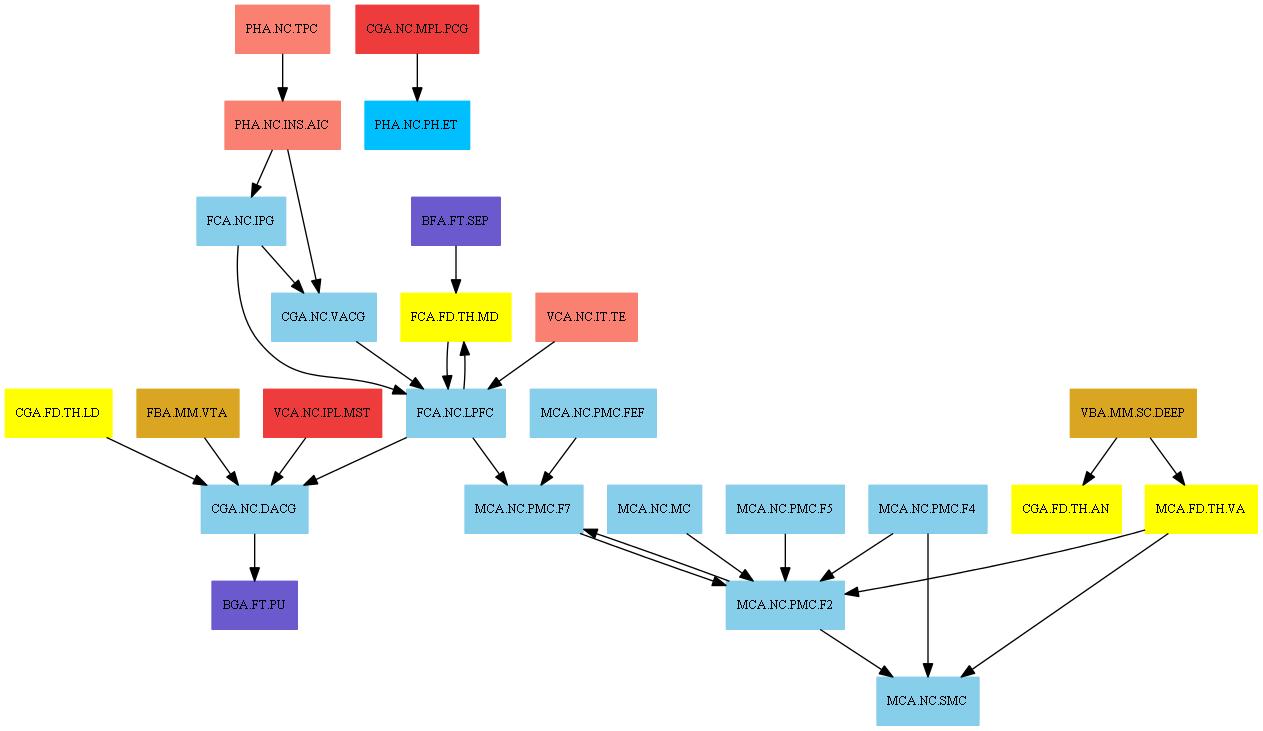 PHA.NC.TPC
CGA.NC.MPL.PCG
PHA.NC.INS.AIC
PHA.NC.PH.ET
FCA.NC.IPG
BFA.FT.SEP
CGA.NC.VACG
FCA.FD.TH.MD
VCA.NC.IT.TE
CGA.FD.TH.LD
FBA.MM.VTA
VCA.NC.IPL.MST
FCA.NC.LPFC
MCA.NC.PMC.FEF
VBA.MM.SC.DEEP
CGA.NC.DACG
MCA.NC.PMC.F7
MCA.NC.MC
MCA.NC.PMC.F5
MCA.NC.PMC.F4
CGA.FD.TH.AN
MCA.FD.TH.VA
BGA.FT.PU
MCA.NC.PMC.F2
MCA.NC.SMC